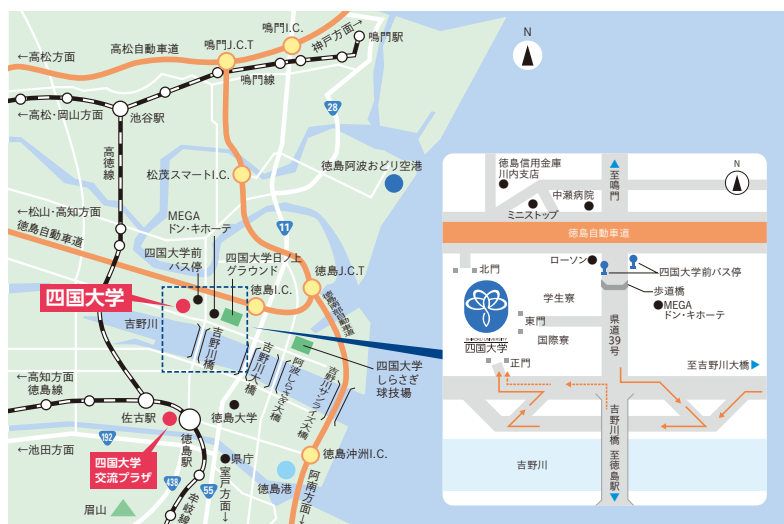 鳴門I.C.
神戸方面→
鳴門駅
高松自動車道
鳴門J.C.T
←高松方面
鳴門線
←高松・岡山方面
池谷駅
28
高徳線
松茂スマートI.C.
徳島阿波おどり空港
←松山・高知方面
MEGA
ドン・キホーテ
徳島自動車道
11
四国大学前
バス停
四国大学日ノ上
グラウンド
徳島J.C.T
四国大学
徳島I.C.
徳島南部自動車道
吉野川
吉野川橋
吉野川大橋
阿波しらさぎ大橋
吉野川サンライズ大橋
四国大学
しらさぎ
球技場
←高知方面
徳島線
佐古駅
徳島大学
192
徳島駅
←池田方面
県庁
徳島沖洲I.C.
四国大学
交流プラザ
438
55
室戸方面→
徳島港
阿南方面→
眉山
牟岐線
N
N
徳島信用金庫
川内支店
中瀬病院
ミニストップ
至鳴門
徳島自動車道
ローソン
四国大学前バス停
北門
歩道橋
学生寮
MEGA
ドン・キホーテ
東門
県道39号
国際寮
SHIKOKU UNIVERSITY
四国大学
正門
至吉野川大橋
吉野川橋
至徳島駅
吉野川